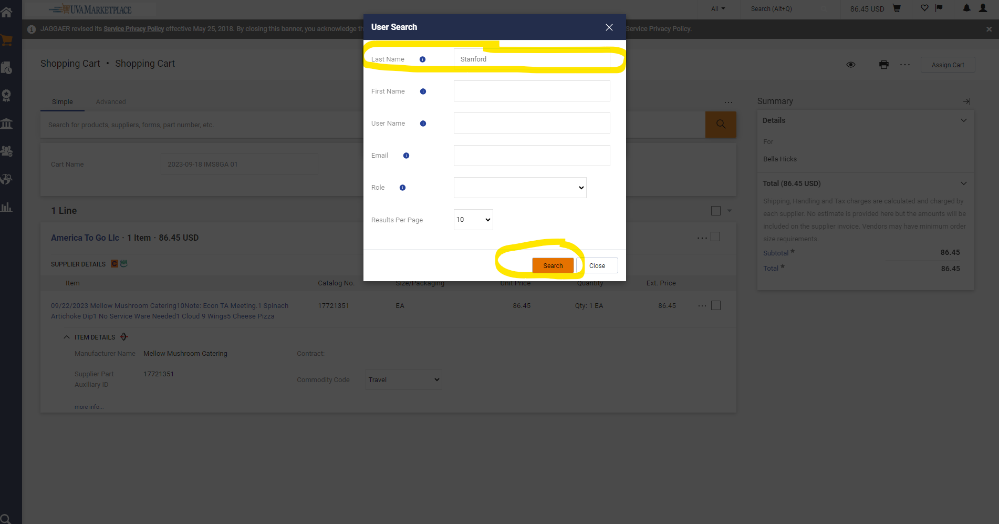 UVA MARKETPLACE
All
Search (Alt+Q)
86.45 USD
JAGGAER revised its Service Privacy Policy effective May 25, 2018. By closing this banner, you acknowledge th
Service Privacy Policy.
User Search
Last Name
Stanford
First Name
User Name
Email
Role
Results Per Page
10
Search
Close
Shopping Cart • Shopping Cart
Assign Cart
Simple
Advanced
Search for products, suppliers, forms, part number, etc.
Cart Name
2023-09-18 IMS8GA 01
1 Line
America To Go Llc · 1 Item · 86.45 USD
SUPPLIER DETAILS
Item
Catalog No.
Size/Packaging
Unit Price
Quantity
Ext. Price
09/22/2023 Mellow Mushroom Catering10Note: Econ TA Meeting.1 Spinach
Artichoke Dip1 No Service Ware Needed1 Cloud 9 Wings5 Cheese Pizza
17721351
EA
86.45
Qty: 1 EA
86.45
ITEM DETAILS
Manufacturer Name
Mellow Mushroom Catering
Contract:
Supplier Part
Auxiliary ID
17721351
Commodity Code
Travel
more info...
Summary
Details
For
Bella Hicks
Total (86.45 USD)
Shipping, Handling and Tax charges are calculated and charged by
each supplier. No estimate is provided here but the amounts will be
included on the supplier invoice. Vendors may have minimum order
size requirements.
Subtotal
86.45
Total
86.45